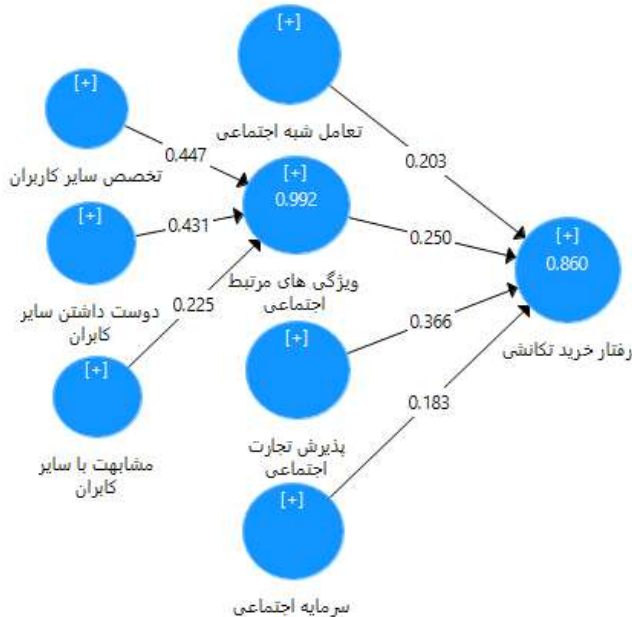 [+]
تعامل شبه اجتماعی
[+]
تخصص سایر کاربران
0.447
0.203
[+]
0.992
ویژگی های مرتبط
اجتماعی
0.250
[+]
0.860
رفتار خرید تکانشی
[+]
دوست داشتن سایر
کابران
0.431
0.225
0.366
[+]
پذیرش تجارت
اجتماعی
[+]
مشابهت با سایر
کابران
0.183
[+]
سرمایه اجتماعی